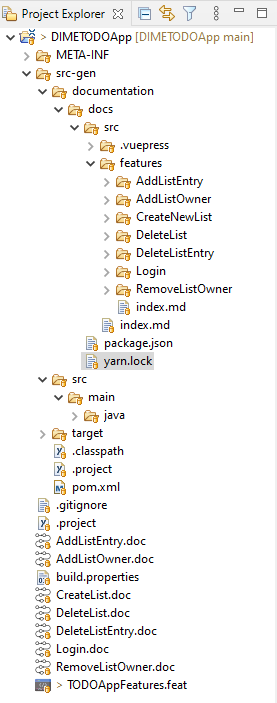 Project Explorer
> DIMETODOApp [DIMETODOApp main]
META-INF
src-gen
documentation
docs
src
.vuepress
features
AddListEntry
AddListOwner
CreateNewList
DeleteList
DeleteListEntry
Login
RemoveListOwner
index.md
index.md
package.json
yarn.lock
src
main
java
target
.classpath
.project
pom.xml
.gitignore
.project
AddListEntry.doc
AddListOwner.doc
build.properties
CreateList.doc
DeleteList.doc
DeleteListEntry.doc
Login.doc
RemoveListOwner.doc
> TODOAppFeatures.feat